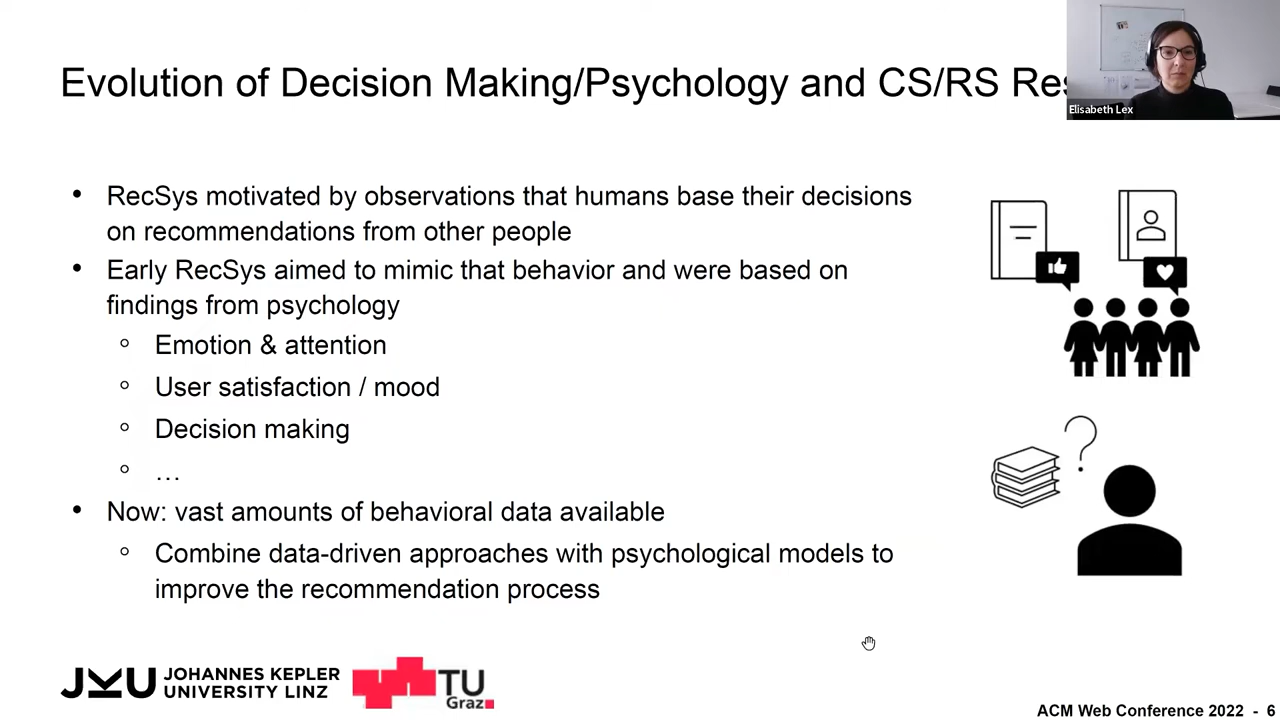 Evolution of Decision Making/Psychology and CS/RS Res
Elisabeth Lex
• RecSys motivated by observations that humans base their decisions
on recommendations from other people
• Early RecSys aimed to mimic that behavior and were based on
findings from psychology
○ Emotion & attention
○ User satisfaction / mood
○ Decision making
○ …
• Now: vast amounts of behavioral data available
○ Combine data-driven approaches with psychological models to
improve the recommendation process
JKU JOHANNES KEPLER
UNIVERSITY LINZ
TU
Graz
ACM Web Conference 2022 - 6